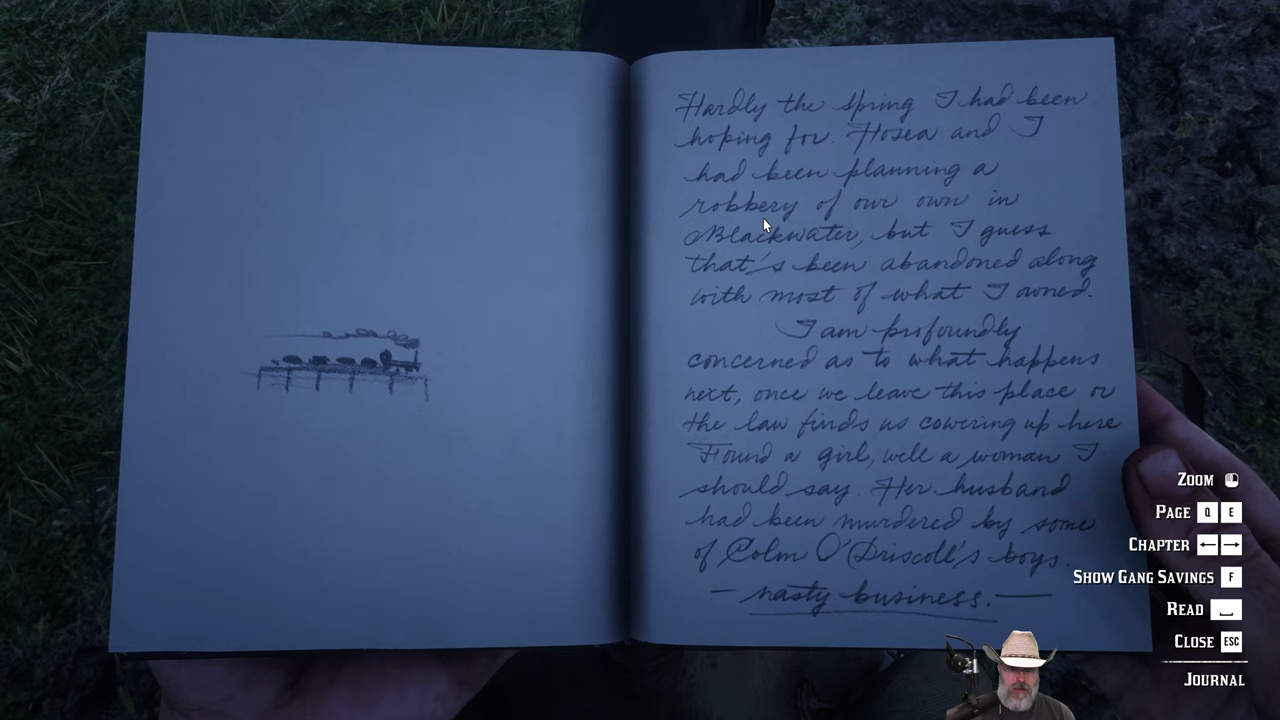 Hardly the spring I had been
hoping for. Hosea and I
had been planning a
robbery of our own in
Blackwater, but I guess
that's been abandoned along
with most of what I owned.
I am profoundly
concerned as to what happens
next, once we leave this place or
the law finds us cowering up here
Found a girl, well a woman I
should say. Her husband
had been murdered by some
of Colm O'Driscoll's boys.
— nasty business. —
ZOOM
PAGE Q E
CHAPTER ← →
SHOW GANG SAVINGS F
READ
CLOSE ESC
JOURNAL